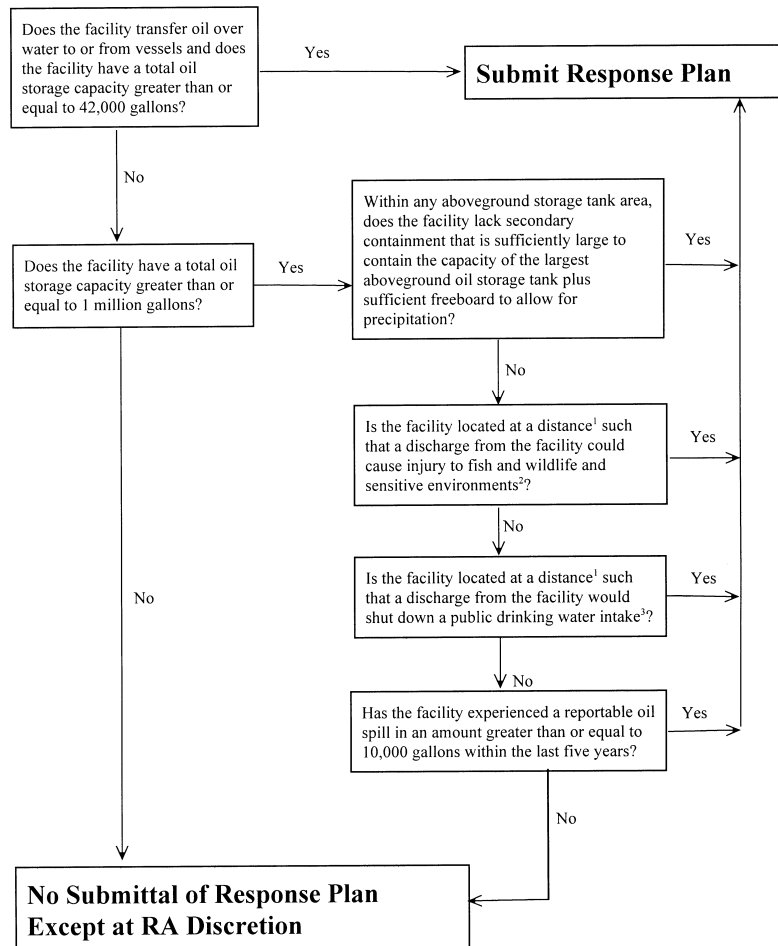 Does the facility transfer oil over
water to or from vessels and does
the facility have a total oil
storage capacity greater than or
equal to 42,000 gallons?
Yes
Submit Response Plan
No
Does the facility have a total oil
storage capacity greater than or
equal to 1 million gallons?
Yes
Within any aboveground storage tank area,
does the facility lack secondary
containment that is sufficiently large to
contain the capacity of the largest
aboveground oil storage tank plus
sufficient freeboard to allow for
precipitation?
Yes
No
Is the facility located at a distance¹ such
that a discharge from the facility could
cause injury to fish and wildlife and
sensitive environments²?
Yes
No
Is the facility located at a distance¹ such
that a discharge from the facility would
shut down a public drinking water intake³?
Yes
No
No
Has the facility experienced a reportable oil
spill in an amount greater than or equal to
10,000 gallons within the last five years?
Yes
No
No Submittal of Response Plan
Except at RA Discretion